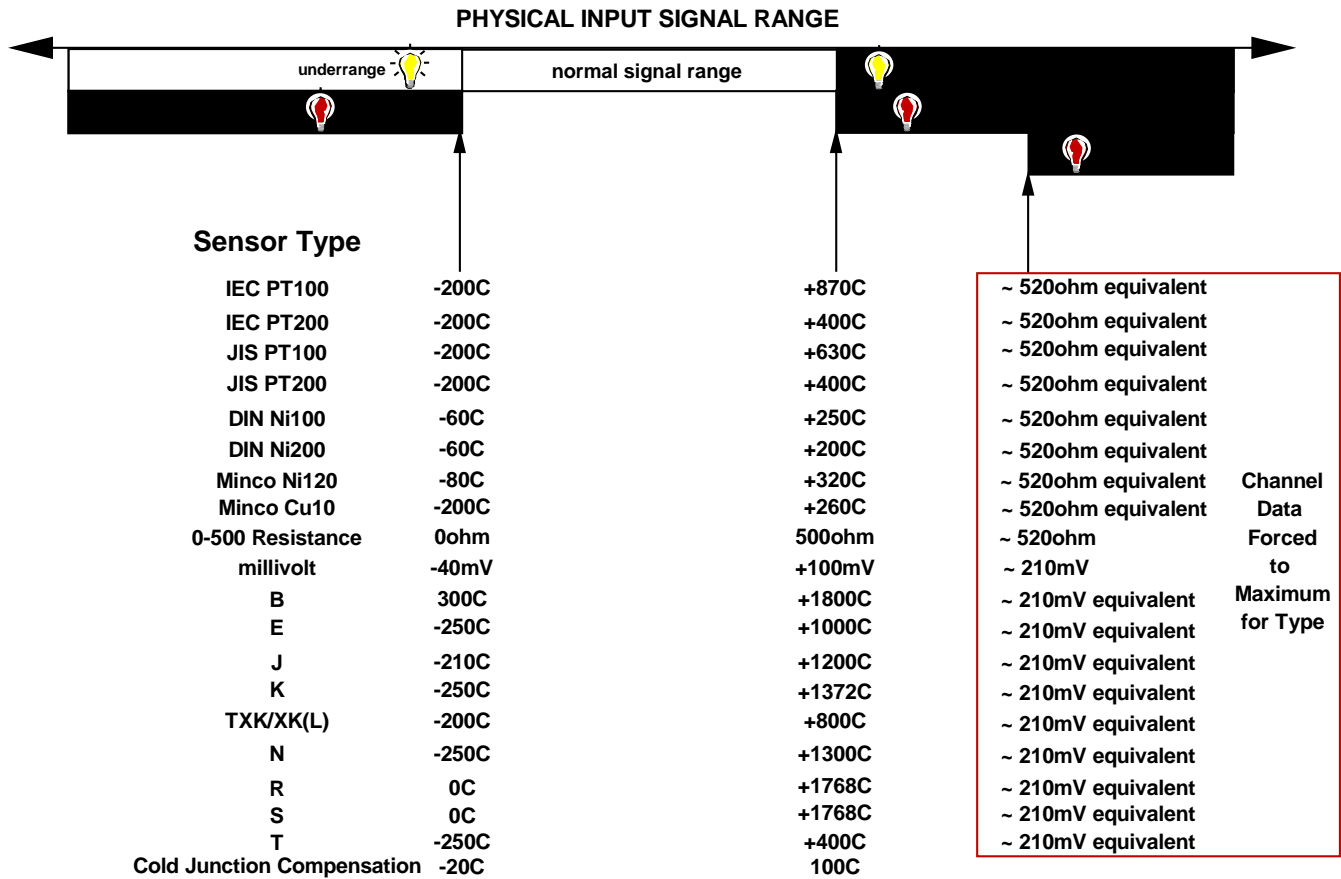 PHYSICAL INPUT SIGNAL RANGE
underrange normal signal range
Sensor Type
IEC PT100 -200C +870C ~ 520ohm equivalent
IEC PT200 -200C +400C ~ 520ohm equivalent
JIS PT100 -200C +630C ~ 520ohm equivalent
JIS PT200 -200C +400C ~ 520ohm equivalent
DIN Ni100 -60C +250C ~ 520ohm equivalent
DIN Ni200 -60C +200C ~ 520ohm equivalent
Minco Ni120 -80C +320C ~ 520ohm equivalent Channel
Minco Cu10 -200C +260C ~ 520ohm equivalent Data
0-500 Resistance 0ohm 500ohm ~ 520ohm Forced
millivolt -40mV +100mV ~ 210mV to
B 300C +1800C ~ 210mV equivalent Maximum
E -250C +1000C ~ 210mV equivalent for Type
J -210C +1200C ~ 210mV equivalent
K -250C +1372C ~ 210mV equivalent
TXK/XK(L) -200C +800C ~ 210mV equivalent
N -250C +1300C ~ 210mV equivalent
R 0C +1768C ~ 210mV equivalent
S 0C +1768C ~ 210mV equivalent
T -250C +400C ~ 210mV equivalent
Cold Junction Compensation -20C 100C